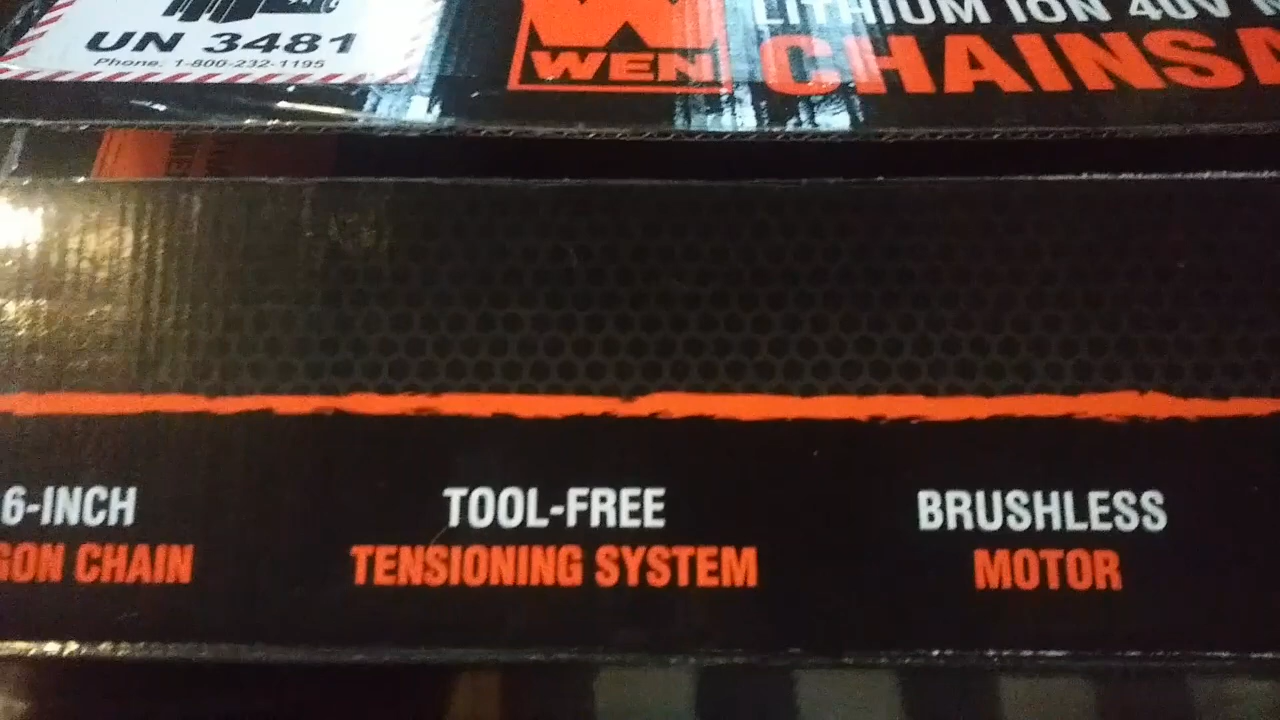 UN 3481
Phone. 1-800-232-1195
WEN
LITHIUM ION 40V
CHAINSA
6-INCH
GON CHAIN
TOOL-FREE
TENSIONING SYSTEM
BRUSHLESS
MOTOR